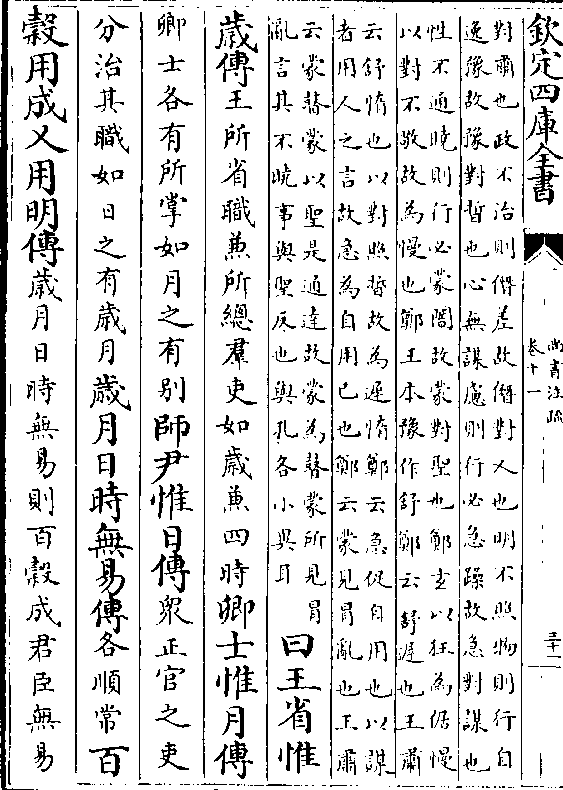 欽定四庫全書
尚書注疏
卷十一
對肅也政不治則僭差故僭對乂也明不照物則行自
逸豫故豫對晢也心無謀慮則行必急躁故急對謀也
性不通曉則行必蒙闇故蒙對聖也鄭玄以狂為倨慢
以對不敬故為慢也鄭王本豫作舒鄭云舒遲也王肅
云舒惰也以對照晢故為遲惰鄭云急促自用也以謀
者用人之言故急為自用已也鄭云蒙見冒亂也王肅
云蒙瞽蒙以聖是通達故蒙為瞽蒙所見冒
亂言其不曉事與聖反也與孔各小異耳
曰王省惟
歲傳王所省職兼所總羣吏如歲兼四時卿士惟月傳
卿士各有所掌如月之有別師尹惟日傳衆正官之吏
分治其職如日之有歲月歲月日時無易傳各順常百
穀用成乂用明傳歲月日時無易則百穀成君臣無易